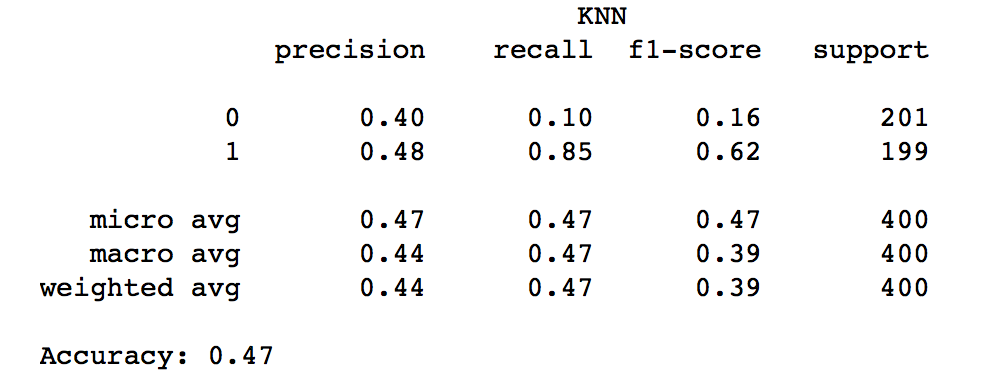 KNN
precision recall f1-score support
0 0.40 0.10 0.16 201
1 0.48 0.85 0.62 199
micro avg 0.47 0.47 0.47 400
macro avg 0.44 0.47 0.39 400
weighted avg 0.44 0.47 0.39 400
Accuracy: 0.47